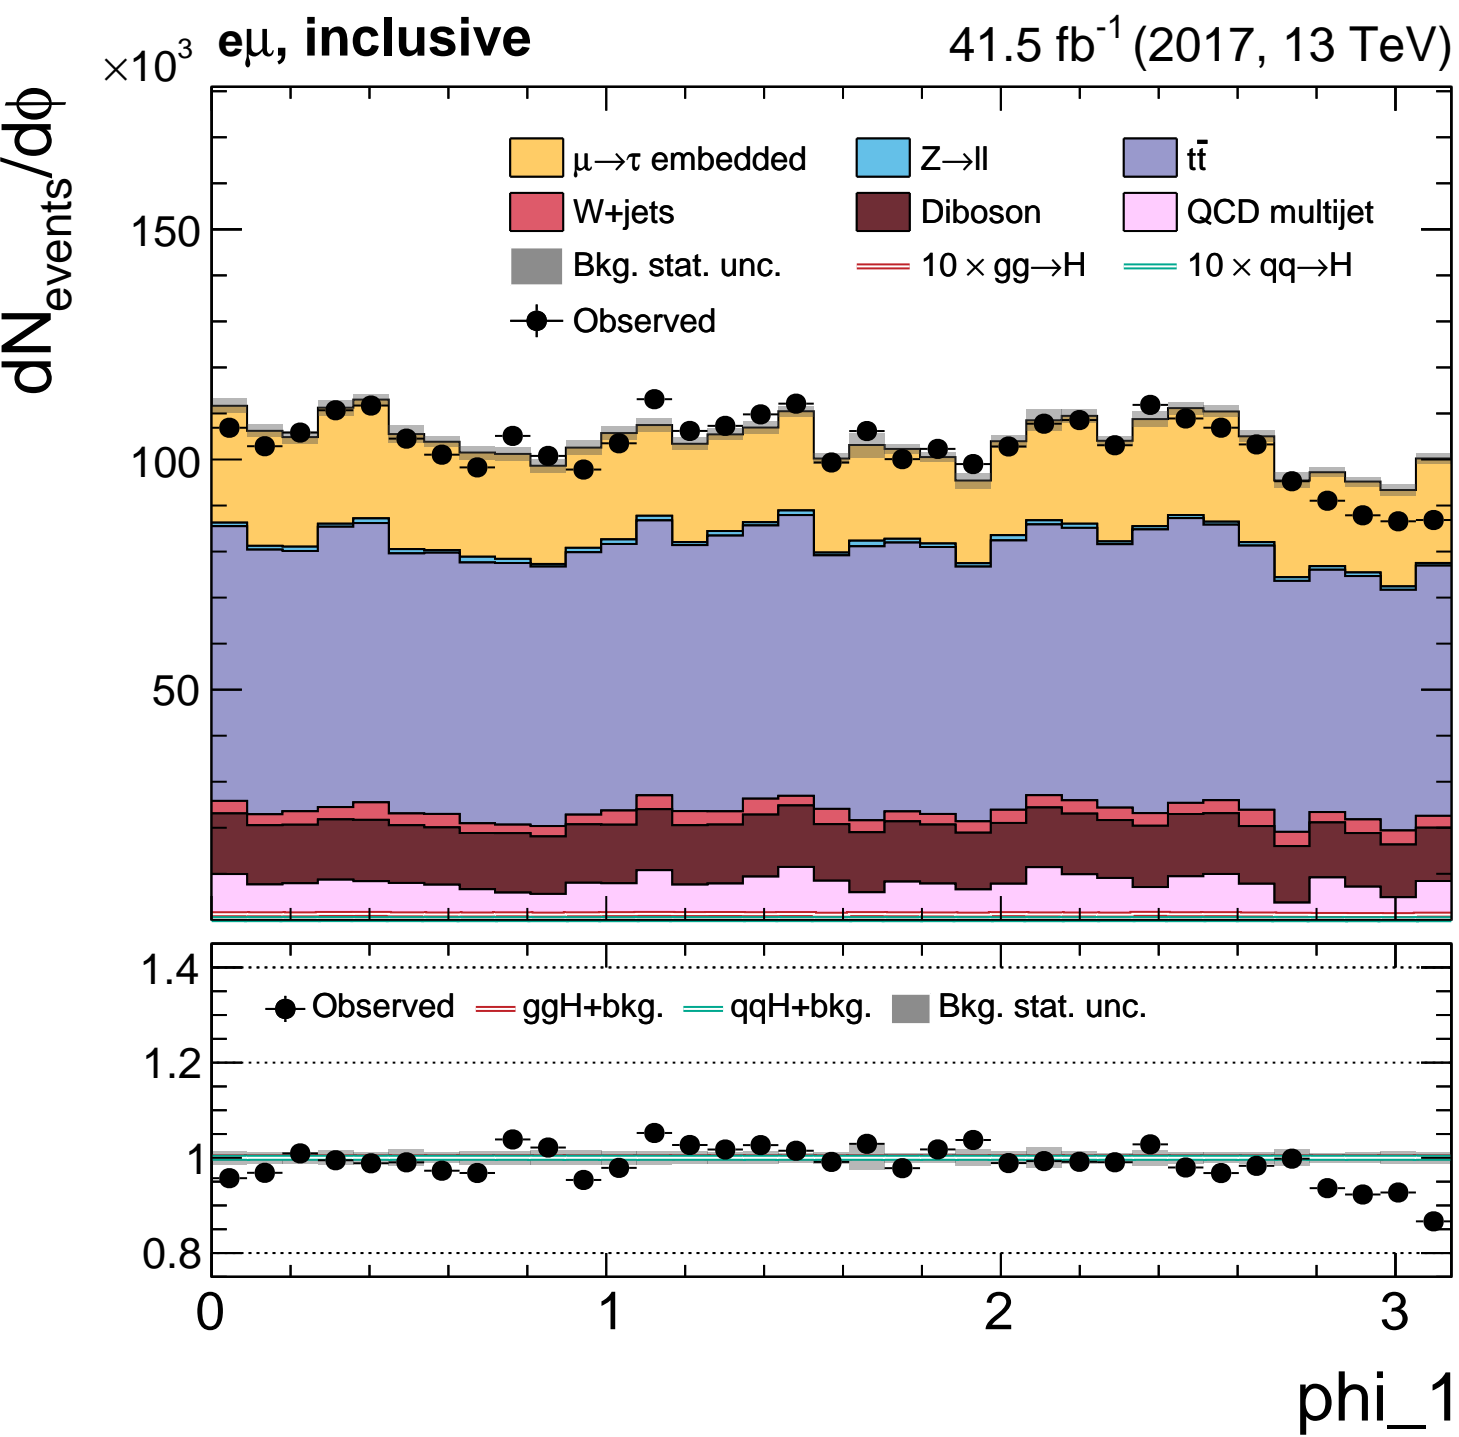 ×10³ eμ, inclusive 41.5 fb⁻¹ (2017, 13 TeV)
dN_events/dϕ
μ→τ embedded Z→ll tt̄
W+jets Diboson QCD multijet
Bkg. stat. unc. 10 × gg→H 10 × qq→H
Observed
150
100
50
1.4
Observed ggH+bkg. qqH+bkg. Bkg. stat. unc.
1.2
1
0.8
0 1 2 3
phi_1